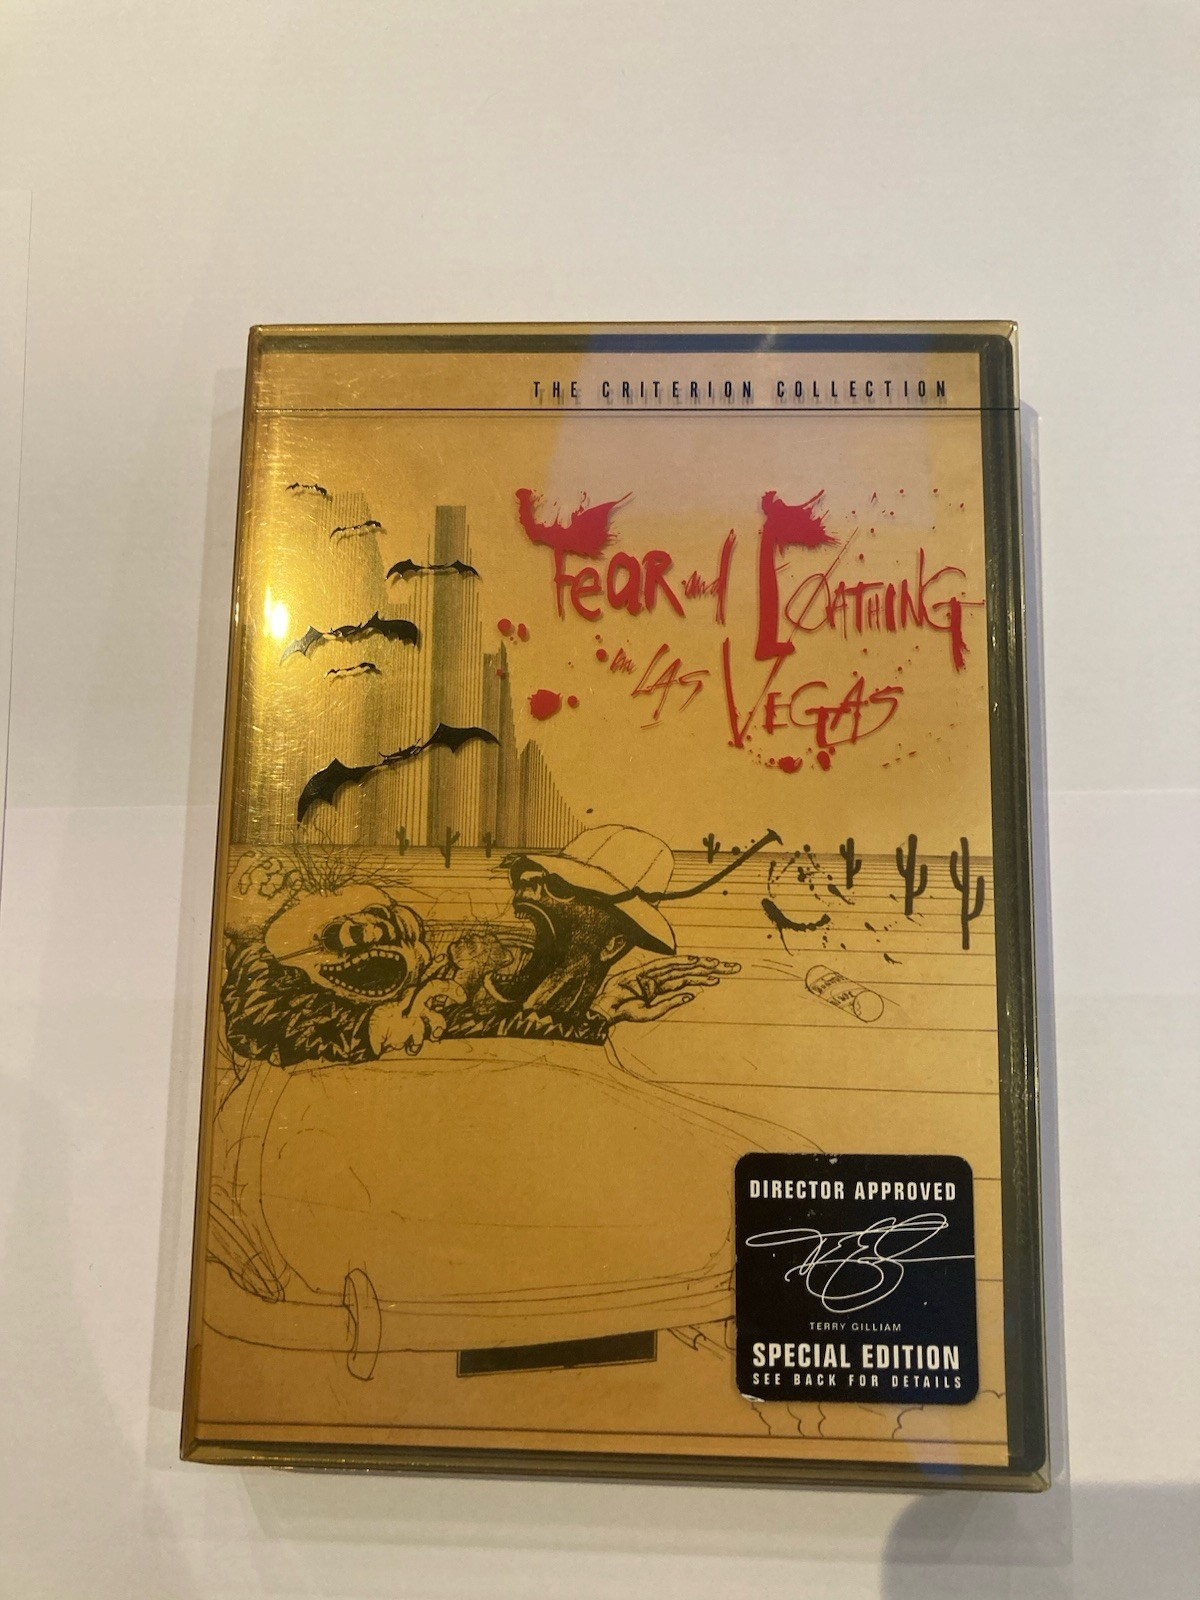 THE CRITERION COLLECTION
FeaR and LOATHING
in LAS VEGAS
DIRECTOR APPROVED
TERRY GILLIAM
SPECIAL EDITION
SEE BACK FOR DETAILS